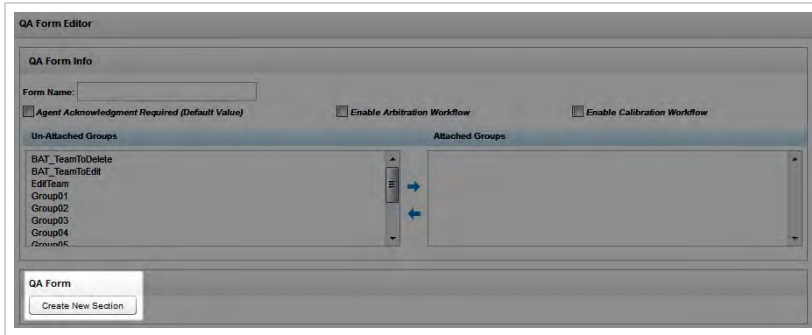 QA Form Editor
QA Form Info
Form Name:
Agent Acknowledgment Required (Default Value) Enable Arbitration Workflow Enable Calibration Workflow
Un-Attached Groups Attached Groups
BAT_TeamToDelete
BAT_TeamToEdit
EditTeam
Group01
Group02
Group03
Group04
Group05
QA Form
Create New Section